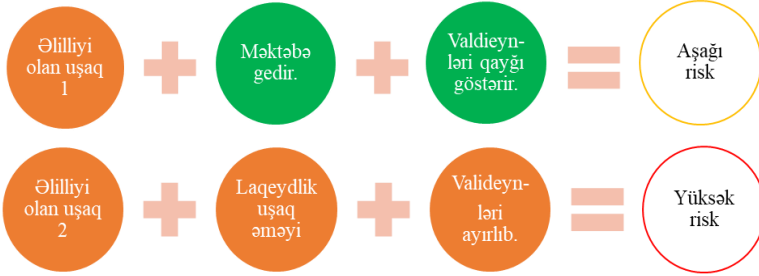 Əlilliyi
olan uşaq
1
Məktəbə
gedir.
Valdieyn-
ləri qayğı
göstərir.
Aşağı
risk
Əlilliyi
olan uşaq
2
Laqeydlik
uşaq
əməyi
Valideyn-
ləri
ayırlıb.
Yüksək
risk